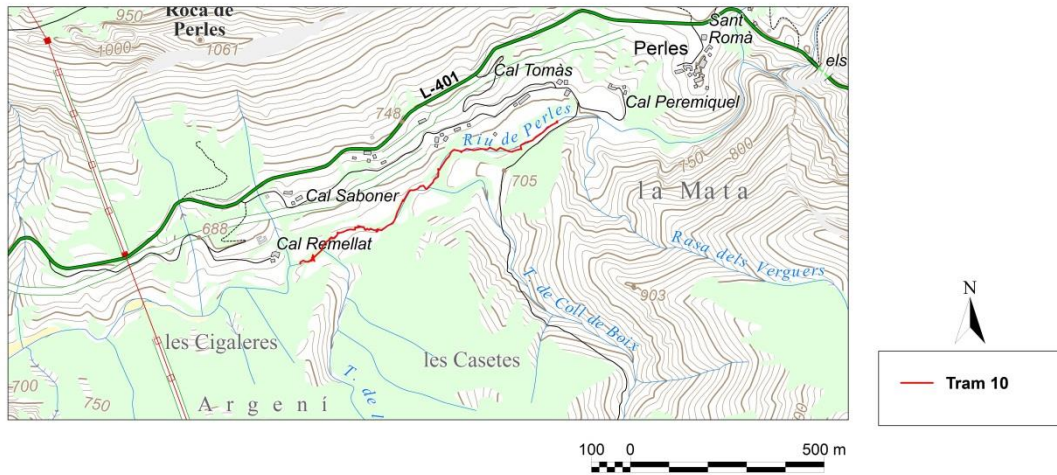 950
Roca de
Perles
1000
1061
Sant
Romà
Perles
9
els
Cal Tomàs
L-401
Cal Peremiquel
748
Riu de Perles
750
800
705
la Mata
Cal Saboner
688
Cal Remellat
Rasa dels Verguers
T. de Coll de Boix
903
les Cigaleres
les Casetes
700
750
T. de l
Argení
N
Tram 10
100 0 500 m